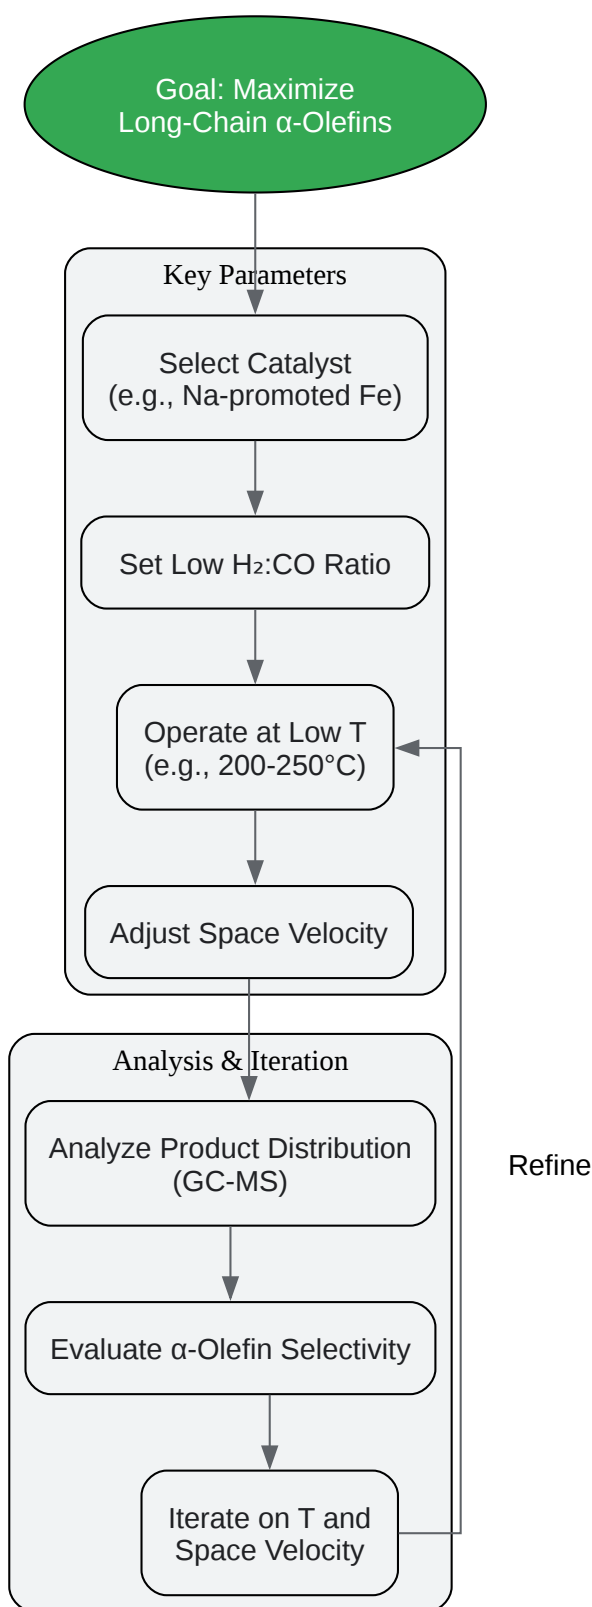 Goal: Maximize
Long-Chain α-Olefins
Key Parameters
Select Catalyst
(e.g., Na-promoted Fe)
Set Low H₂:CO Ratio
Operate at Low T
(e.g., 200-250°C)
Adjust Space Velocity
Analysis & Iteration
Analyze Product Distribution
(GC-MS)
Refine
Evaluate α-Olefin Selectivity
Iterate on T and
Space Velocity